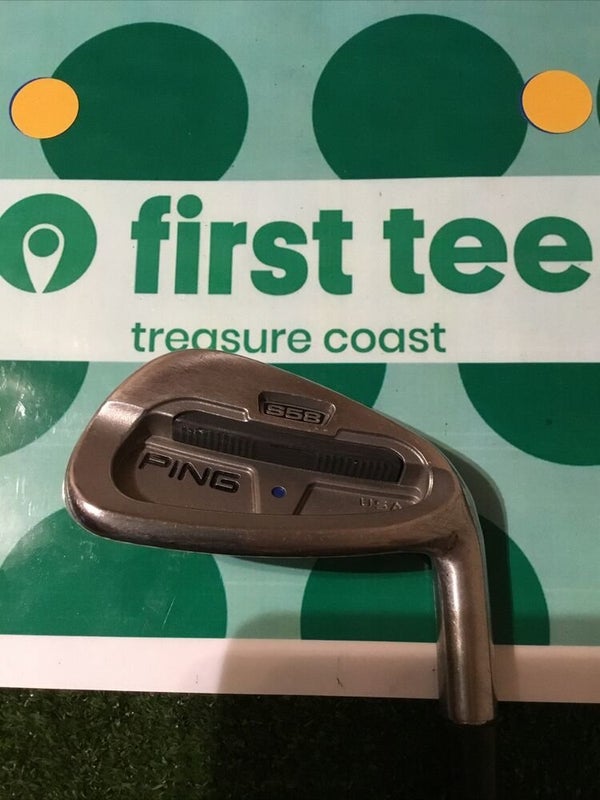 first tee
treasure coast
S58
PING
USA